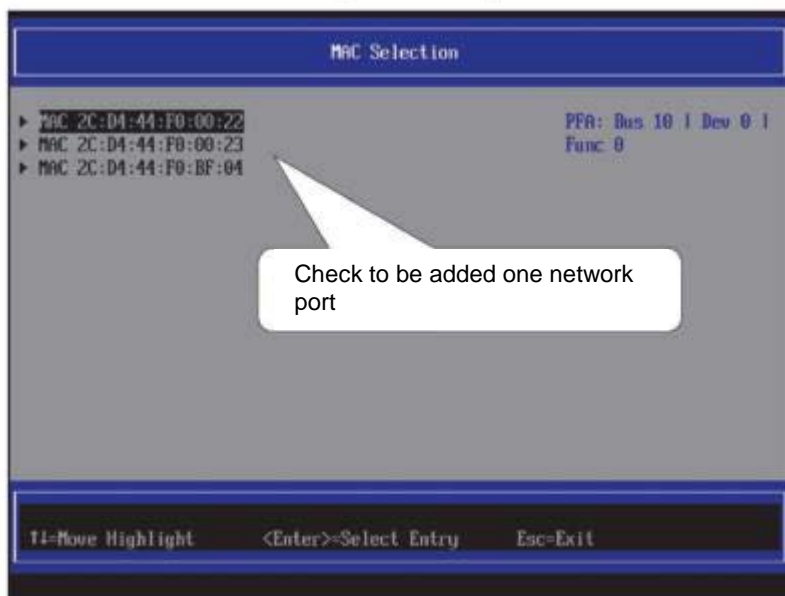 MAC Selection
▶ MAC 2C:D4:44:F0:00:22
▶ MAC 2C:D4:44:F0:00:23
▶ MAC 2C:D4:44:F0:BF:04
PFA: Bus 10 | Dev 0 |
Func 0
Check to be added one network
port
↑↓=Move Highlight <Enter>=Select Entry Esc=Exit